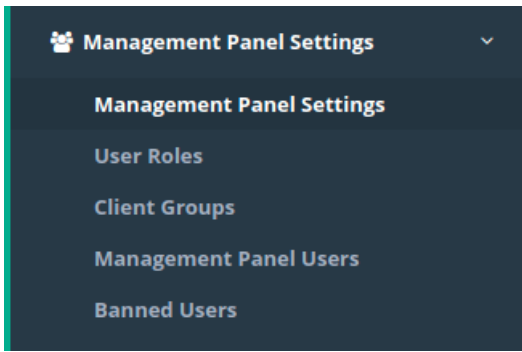 Management Panel Settings
Management Panel Settings
User Roles
Client Groups
Management Panel Users
Banned Users